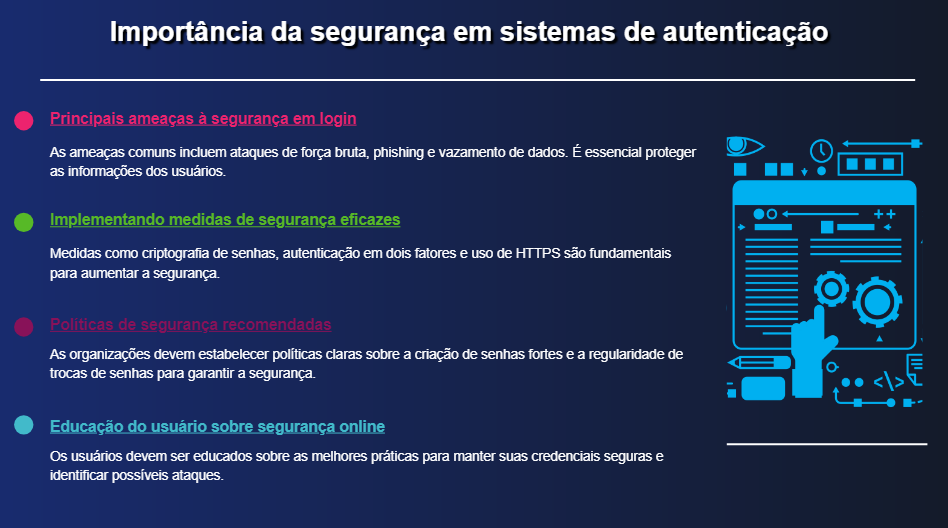 Importância da segurança em sistemas de autenticação
Principais ameaças à segurança em login
As ameaças comuns incluem ataques de força bruta, phishing e vazamento de dados. É essencial proteger
as informações dos usuários.
Implementando medidas de segurança eficazes
Medidas como criptografia de senhas, autenticação em dois fatores e uso de HTTPS são fundamentais
para aumentar a segurança.
Políticas de segurança recomendadas
As organizações devem estabelecer políticas claras sobre a criação de senhas fortes e a regularidade de
trocas de senhas para garantir a segurança.
Educação do usuário sobre segurança online
Os usuários devem ser educados sobre as melhores práticas para manter suas credenciais seguras e
identificar possíveis ataques.